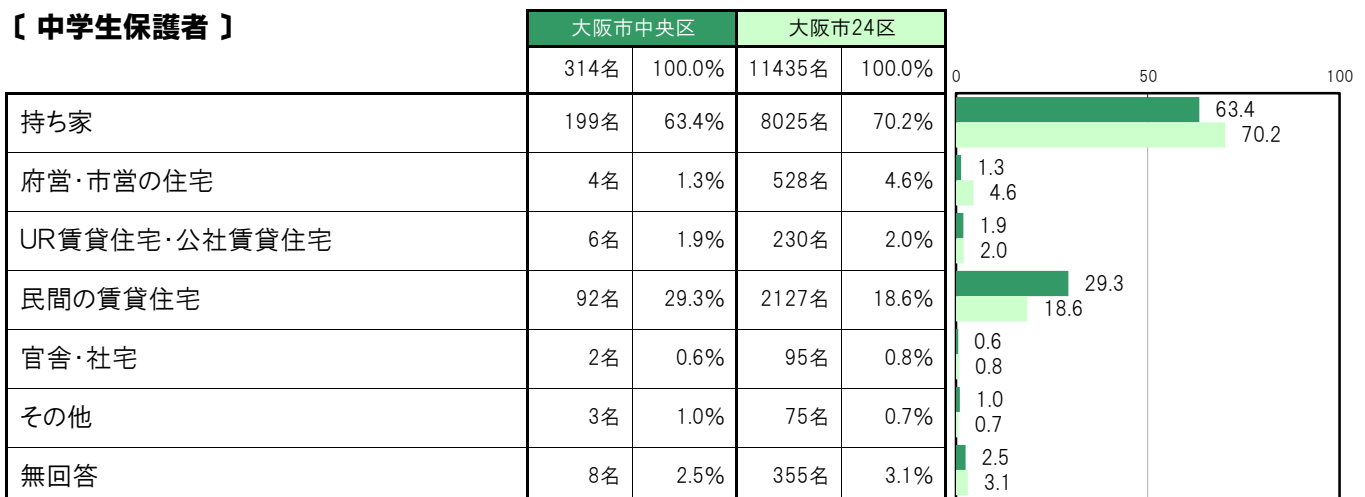 〔 中学生保護者 〕
大阪市中央区 大阪市24区
314名 100.0% 11435名 100.0%
0 50 100
持ち家 199名 63.4% 8025名 70.2% 63.4
70.2
府営・市営の住宅 4名 1.3% 528名 4.6% 1.3
4.6
UR賃貸住宅・公社賃貸住宅 6名 1.9% 230名 2.0% 1.9
2.0
民間の賃貸住宅 92名 29.3% 2127名 18.6% 29.3
18.6
官舎・社宅 2名 0.6% 95名 0.8% 0.6
0.8
その他 3名 1.0% 75名 0.7% 1.0
0.7
無回答 8名 2.5% 355名 3.1% 2.5
3.1